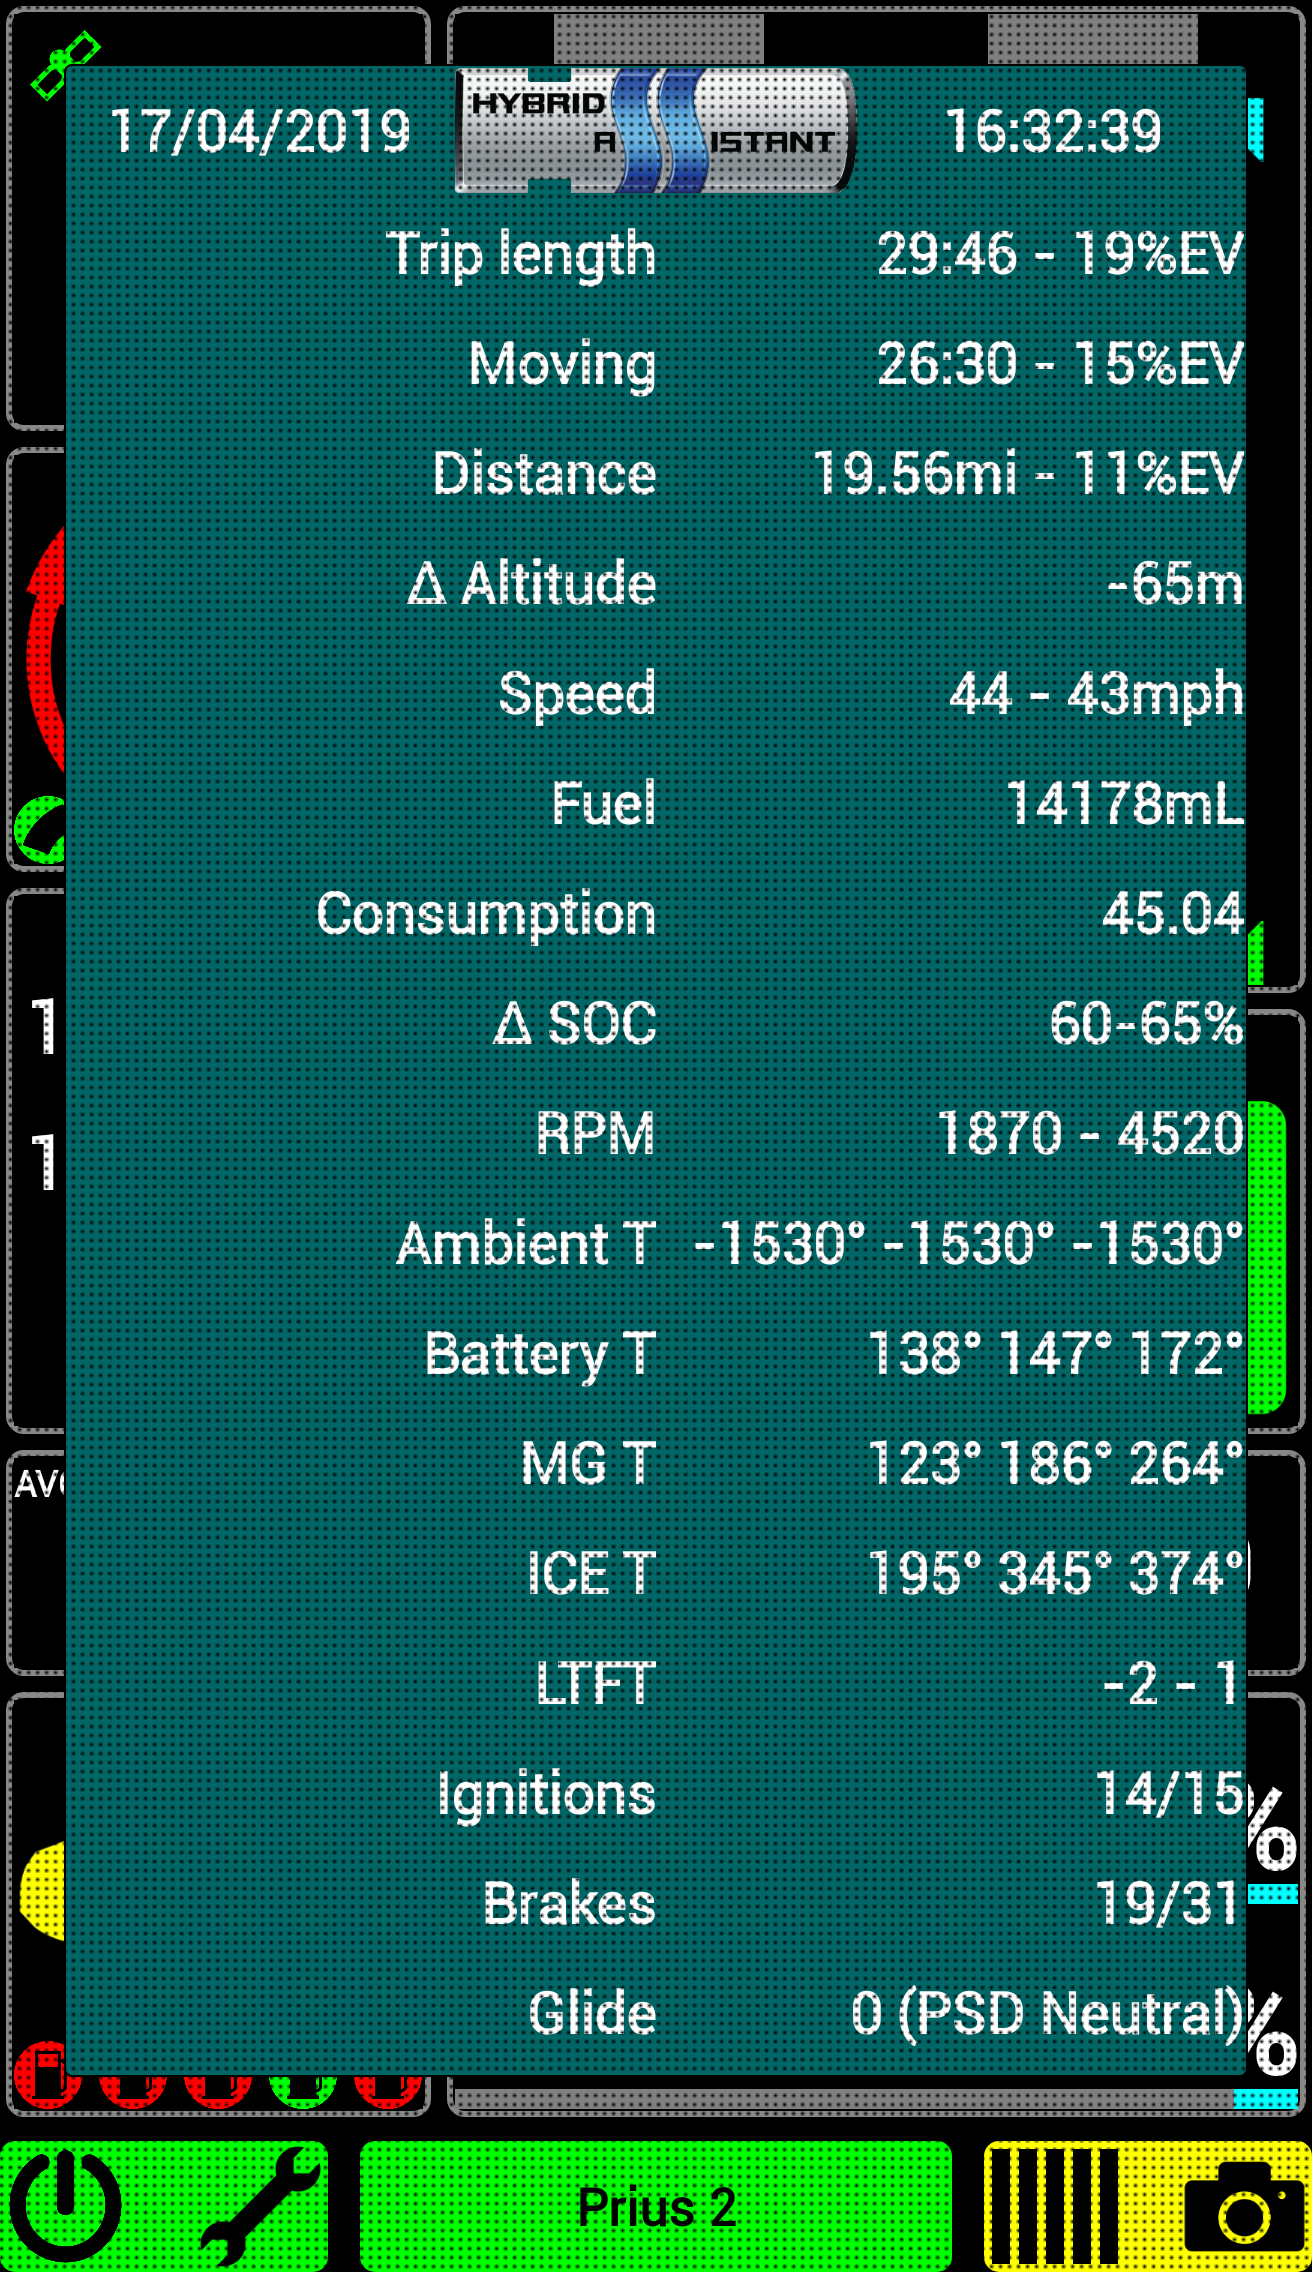 17/04/2019 HYBRID ASSISTANT 16:32:39
Trip length 29:46 - 19%EV
Moving 26:30 - 15%EV
Distance 19.56mi - 11%EV
Δ Altitude -65m
Speed 44 - 43mph
Fuel 14178mL
Consumption 45.04
Δ SOC 60-65%
1
RPM 1870 - 4520
1
Ambient T -1530° -1530° -1530°
Battery T 138° 147° 172°
MG T 123° 186° 264°
ICE T 195° 345° 374°
LTFT -2 - 1
Ignitions 14/15
%
Brakes 19/31
Glide 0 (PSD Neutral)
%
Prius 2